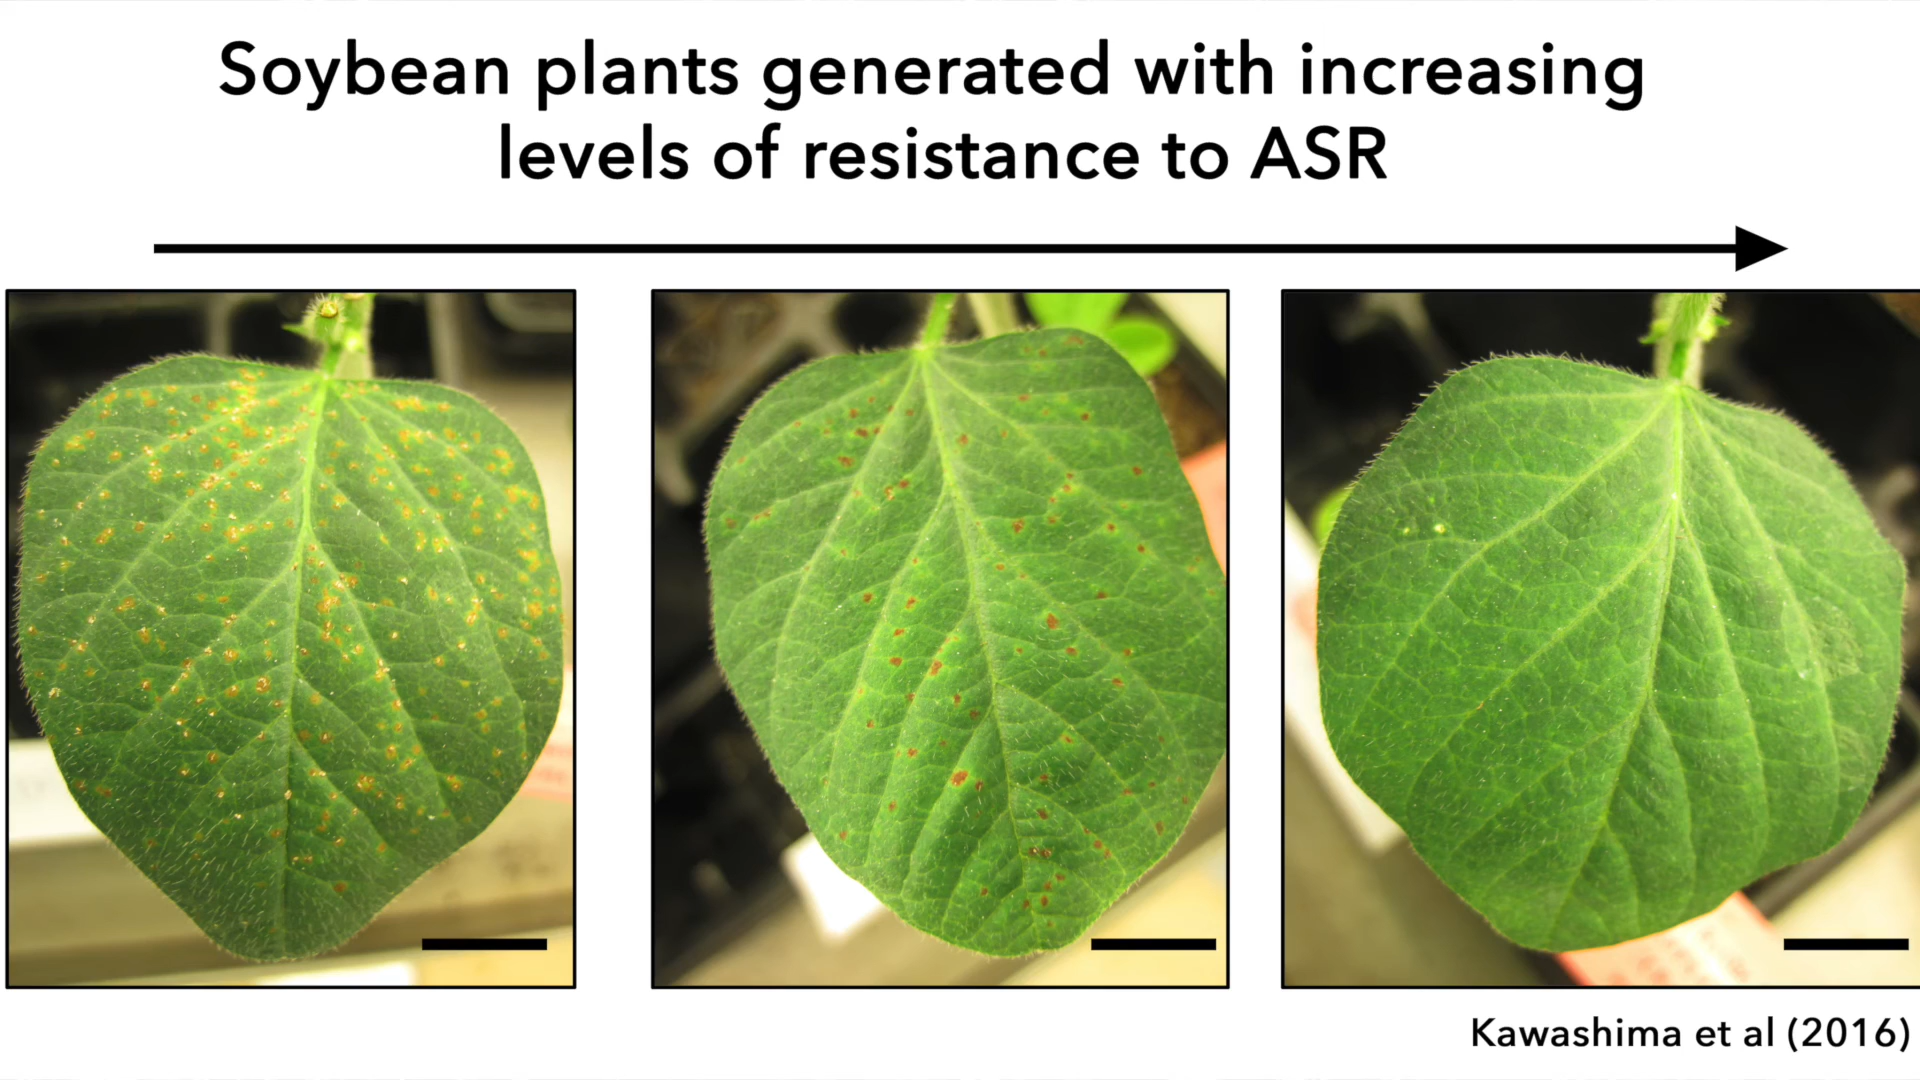 Soybean plants generated with increasing
levels of resistance to ASR
Kawashima et al (2016)